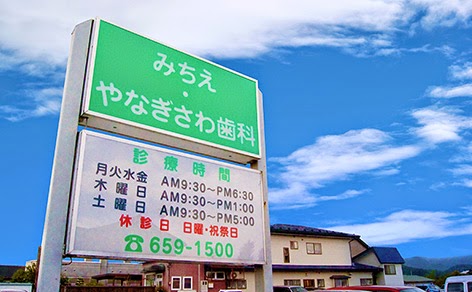 みちえ
・
やなぎさわ歯科
診療時間
月火水金 AM9:30～PM6:30
木曜日 AM9:30～PM1:00
土曜日 AM9:30～PM5:00
休診日 日曜・祝祭日
☎659-1500